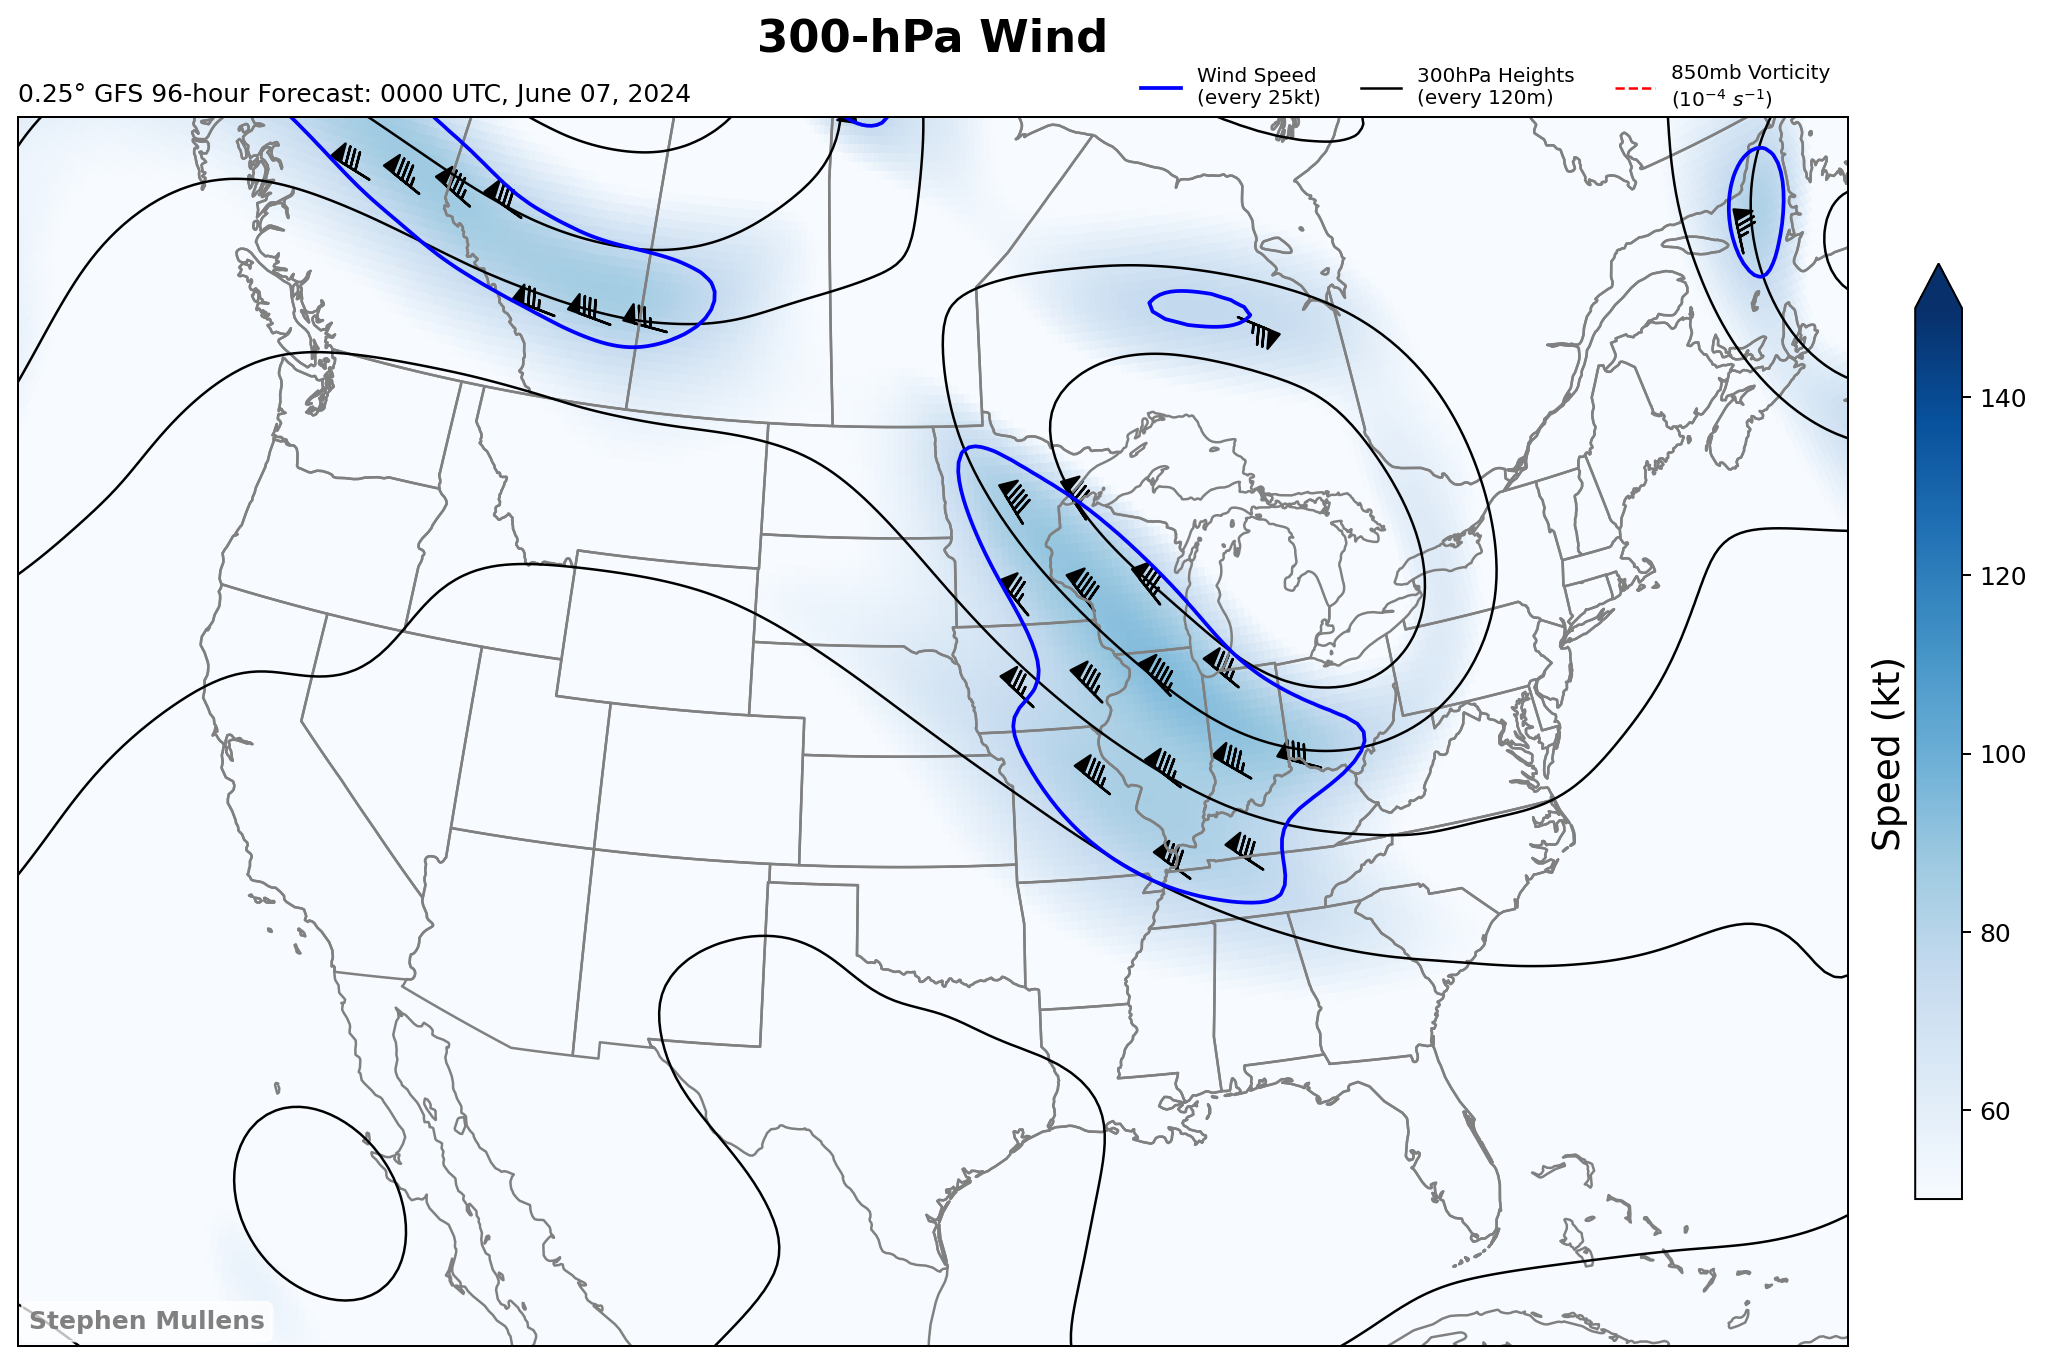 300-hPa Wind
0.25° GFS 96-hour Forecast: 0000 UTC, June 07, 2024
Wind Speed
(every 25kt)
300hPa Heights
(every 120m)
850mb Vorticity
(10⁻⁴ s⁻¹)
140
120
100
80
60
Speed (kt)
Stephen Mullens